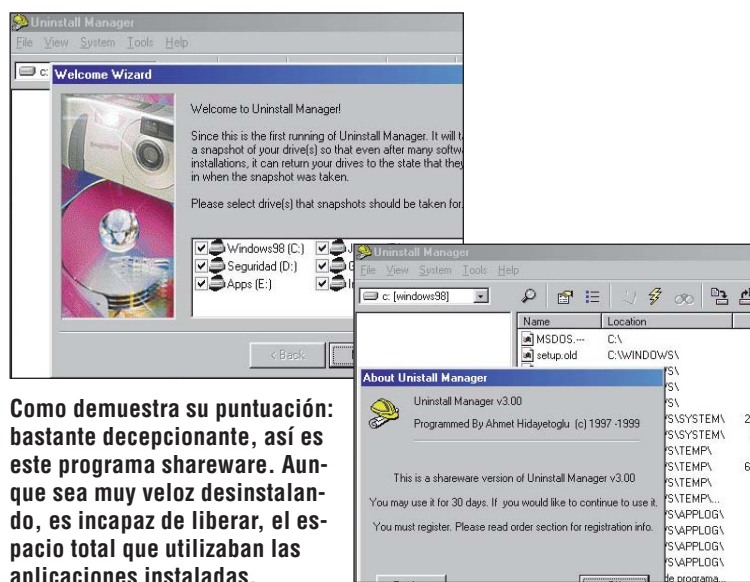 Uninstall Manager
File View System Tools Help
c:
Welcome Wizard
Welcome to Uninstall Manager!
Since this is the first running of Uninstall Manager. It will
a snapshot of your drive(s) so that even after many
installations, it can return your drives to the state that they
in when the snapshot was taken.
Please select drive(s) that snapshots should be taken for.
Windows98 (C:)
Seguridad (D:)
Apps (E:)
< Back
Uninstall Manager
File View System Tools Help
c: [windows98]
Name Location
MSDOS.--- C:\
setup.old C:\WINDOWS\
About Unistall Manager
Uninstall Manager v3.00
Programmed By Ahmet Hidayetoglu (c) 1997 -1999
This is a shareware version of Uninstall Manager v3.00
You may use it for 30 days. If you would like to continue to use it.
You must register. Please read order section for registration info.
'S\
'S\
'S\
'S\SYSTEM\ 2
'S\SYSTEM\
'S\TEMP\
'S\TEMP\ 6
'S\TEMP\
'S\TEMP\...
'S\APPLOG\
'S\APPLOG\
'S\APPLOG\
'S\APPLOG\
de programa...
Como demuestra su puntuación:
bastante decepcionante, así es
este programa shareware. Aun-
que sea muy veloz desinstalan-
do, es incapaz de liberar, el es-
pacio total que utilizaban las
aplicaciones instaladas.